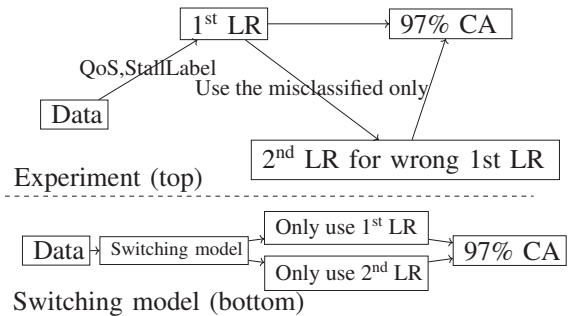 1st LR
97% CA
QoS,StallLabel
Use the misclassified only
Data
2nd LR for wrong 1st LR
Experiment (top)
Only use 1st LR
Data
Switching model
97% CA
Only use 2nd LR
Switching model (bottom)